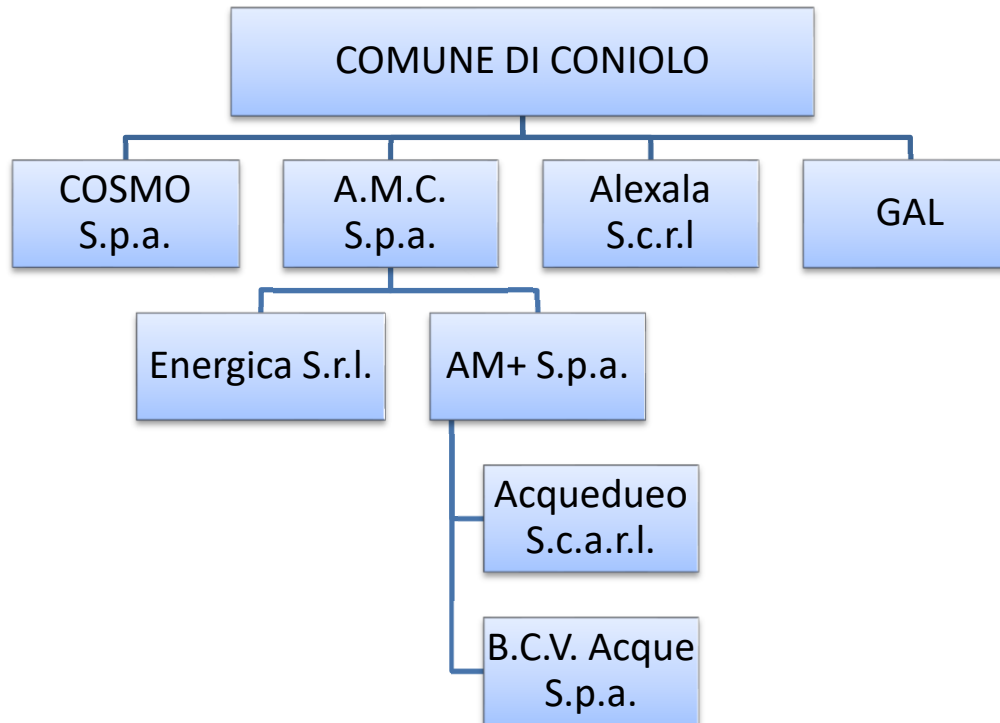 COMUNE DI CONIOLO
COSMO
S.p.a.
A.M.C.
S.p.a.
Alexala
S.c.r.l
GAL
Energica S.r.l.
AM+ S.p.a.
Acquedueo
S.c.a.r.l.
B.C.V. Acque
S.p.a.